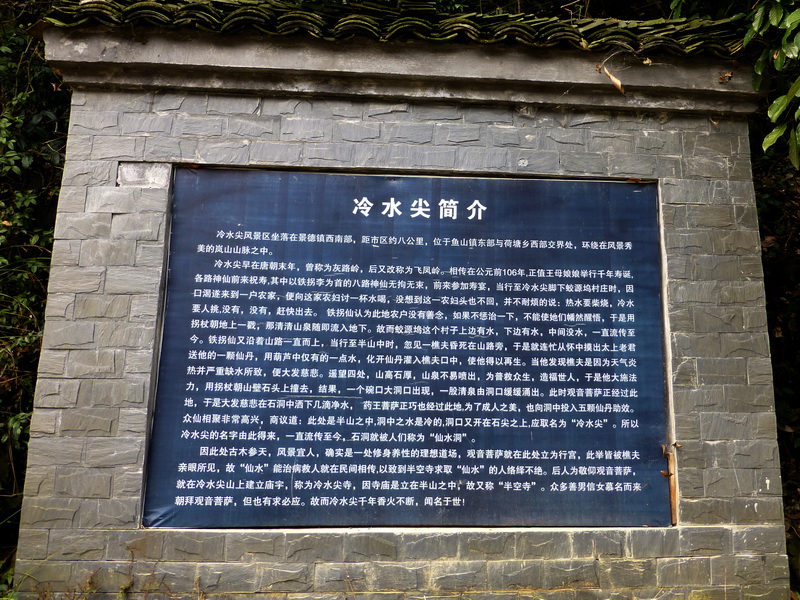 冷水尖简介
冷水尖风景区坐落在景德镇西南部，距市区约八公里，位于鱼山镇东部与荷塘乡西部交界处，环绕在风景秀
美的岚山山脉之中。
冷水尖早在唐朝末年，曾称为灰路岭，后又改称为飞凤岭。相传在公元前106年,正值王母娘娘举行千年寿诞,
各路神仙前来祝寿,其中以铁拐李为首的八路神仙无拘无束，前来参加寿宴，当行至冷水尖脚下蛟源坞村庄时，因
口渴遂来到一户农家，便向这家农妇讨一杯水喝，没想到这一农妇头也不回，并不耐烦的说：热水要柴烧，冷水
要人挑,没有，没有，赶快出去。 铁拐仙认为此地农户没有善念，如果不惩治一下，不能使她们幡然醒悟，于是用
拐杖朝地上一戳，那清清山泉随即流入地下。故而蛟源坞这个村子上边有水，下边有水，中间没水，一直流传至
今。铁拐仙又沿着山路一直而上，当行至半山中时，忽见一樵夫昏死在山路旁，于是就连忙从怀中摸出太上老君
送他的一颗仙丹，用葫芦中仅有的一点水，化开仙丹灌入樵夫口中，使他得以再生。当他发现樵夫是因为天气炎
热并严重缺水所致，便大发慈悲。遥望四处，山高石厚，山泉不易喷出，为普救众生，造福世人，于是他大施法
力，用拐杖朝山壁石头上撞去，结果，一个碗口大洞口出现，一股清泉由洞口缓缓涌出。此时观音菩萨正经过此
地，于是大发慈悲在石洞中洒下几滴净水， 药王菩萨正巧也经过此地,为了成人之美，也向洞中投入五颗仙丹助效。
众仙相聚非常高兴，商议道：此处是半山之中,洞中之水是冷的,洞口又开在石尖之上,应取名为“冷水尖”。所以
冷水尖的名字由此得来，一直流传至今，石洞就被人们称为“仙水洞”。
因此处古木参天，风景宜人，确实是一处修身养性的理想道场，观音菩萨就在此处立为行宫，此举皆被樵夫
亲眼所见，故“仙水”能治病救人就在民间相传,以致到半空寺求取“仙水”的人络绎不绝。后人为敬仰观音菩萨，
就在冷水尖山上建立庙宇，称为冷水尖寺，因寺庙是立在半山之中，故又称“半空寺”。众多善男信女慕名而来
朝拜观音菩萨，但也有求必应。故而冷水尖千年香火不断，闻名于世！